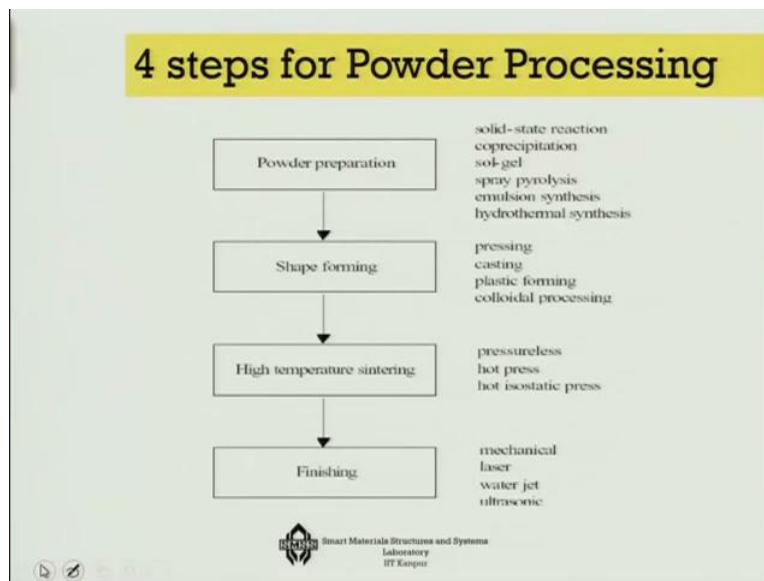 4 steps for Powder Processing
Powder preparation
solid-state reaction
coprecipitation
sol-gel
spray pyrolysis
emulsion synthesis
hydrothermal synthesis
Shape forming
pressing
casting
plastic forming
colloidal processing
High temperature sintering
pressureless
hot press
hot isostatic press
Finishing
mechanical
laser
water jet
ultrasonic
Smart Materials Structures and Systems
Laboratory
IIT Kanpur